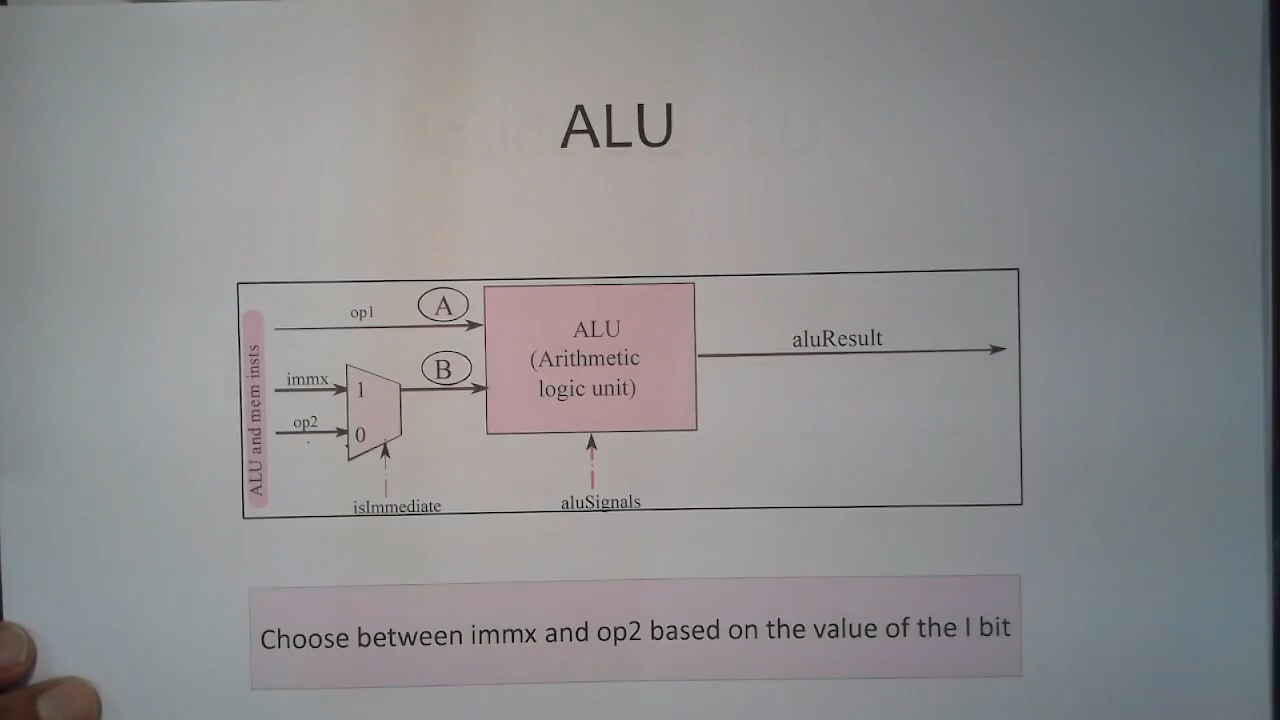 ALU
ALU and mem insts
op1
A
immx
1
B
op2
0
isImmediate
ALU
(Arithmetic
logic unit)
aluSignals
aluResult
Choose between immx and op2 based on the value of the I bit